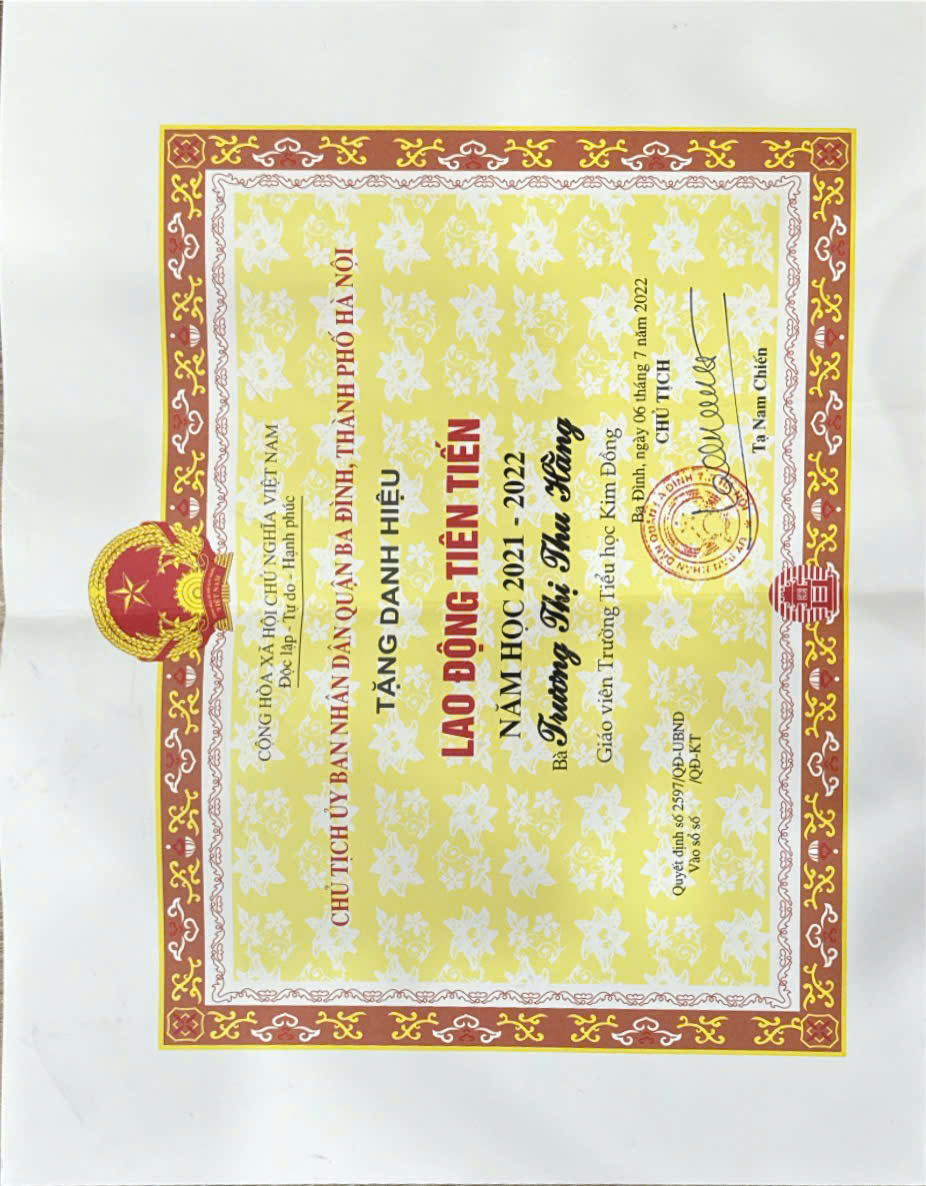 CỘNG HÒA XÃ HỘI CHỦ NGHĨA VIỆT NAM
Độc lập - Tự do - Hạnh phúc
CHỦ TỊCH ỦY BAN NHÂN DÂN QUẬN BA ĐÌNH, THÀNH PHỐ HÀ NỘI
TẶNG DANH HIỆU
LAO ĐỘNG TIÊN TIẾN
NĂM HỌC 2021 - 2022
Bà Trương Thị Thu Hằng
Giáo viên Trường Tiểu học Kim Đồng
Ba Đình, ngày 06 tháng 7 năm 2022
Quyết định số 2597/QĐ-UBND
Vào sổ số /QĐ-KT
CHỦ TỊCH
Tạ Nam Chiến
VIỆT NAM